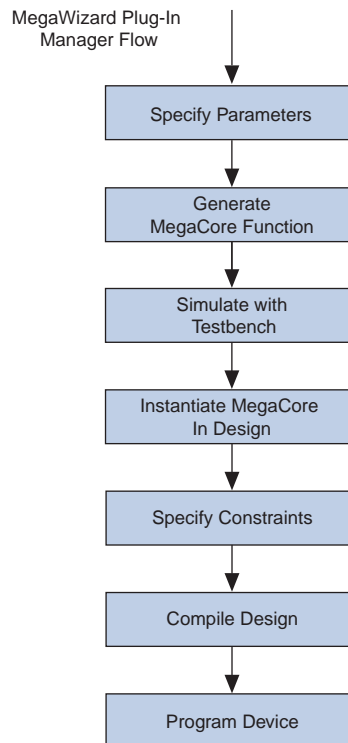 MegaWizard Plug-In
Manager Flow
Specify Parameters
Generate
MegaCore Function
Simulate with
Testbench
Instantiate MegaCore
In Design
Specify Constraints
Compile Design
Program Device